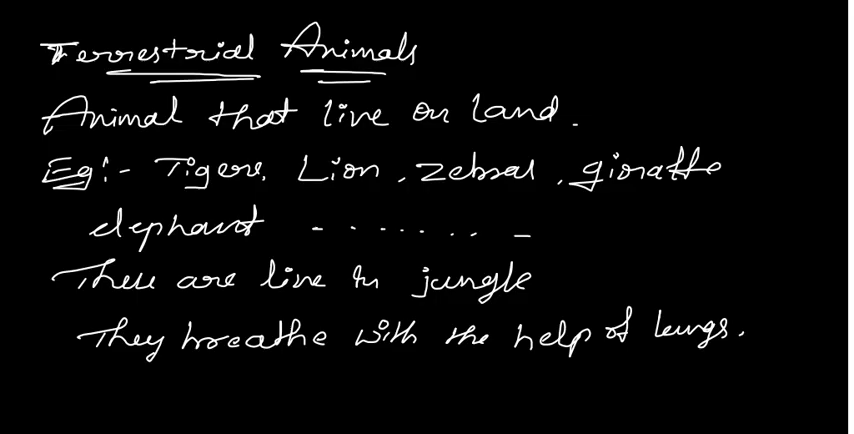 Terrestrial Animals
Animal that live on land.
Eg:- Tigers, Lion, zebra, giraffe
elephant - . . . . . . . . -
These are live in jungle
They breathe with the help of lungs.